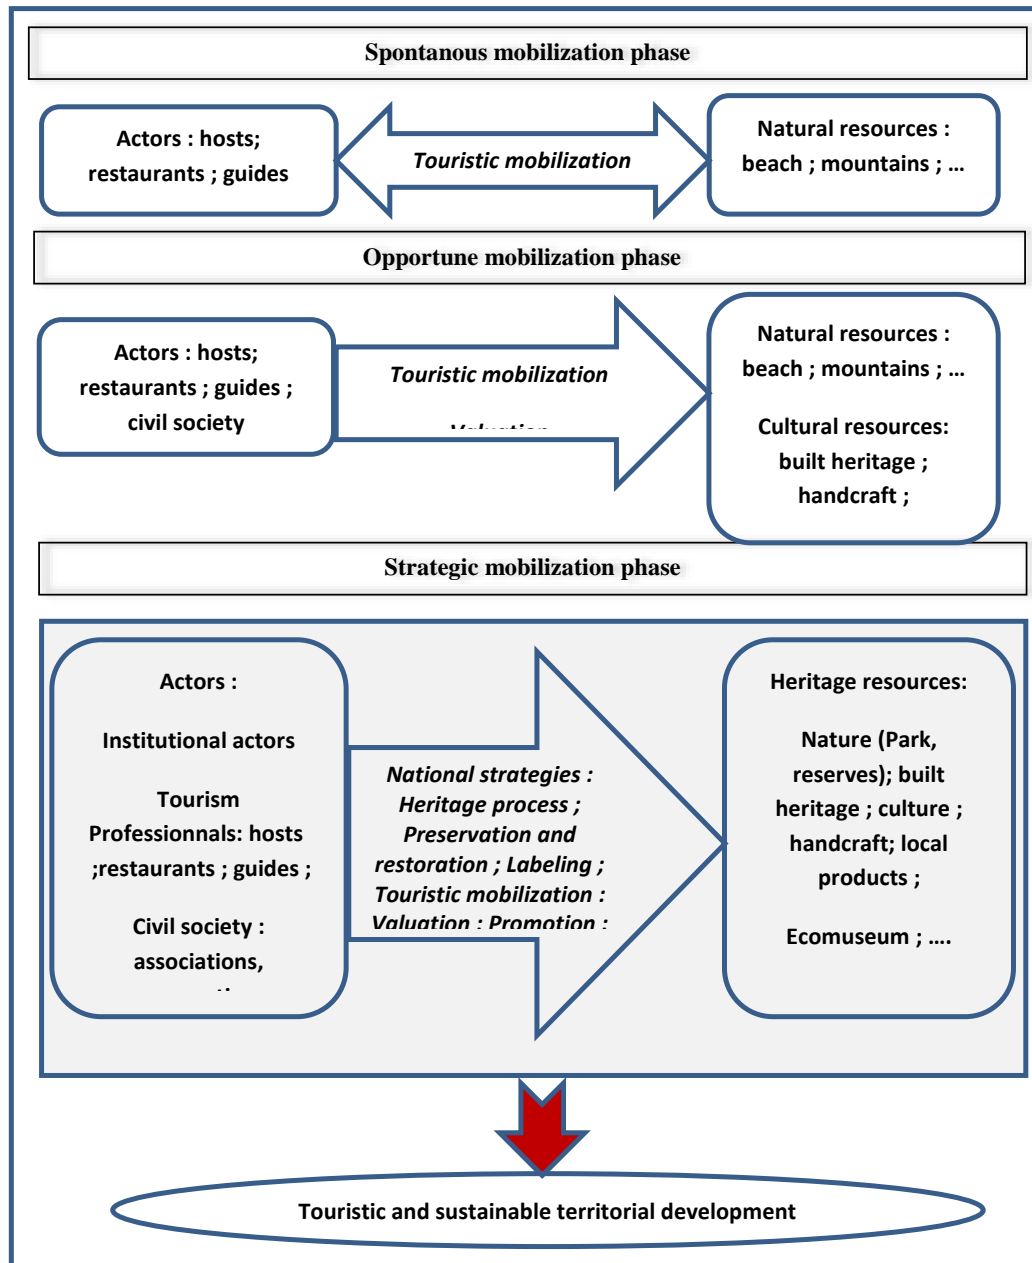 Spontanous mobilization phase
Actors : hosts;
restaurants ; guides
Touristic mobilization
Natural resources :
beach ; mountains ; ...
Opportune mobilization phase
Actors : hosts;
restaurants ; guides ;
civil society
Touristic mobilization
Valuation
Natural resources :
beach ; mountains ; ...
Cultural resources:
built heritage ;
handcraft ;
Strategic mobilization phase
Actors :
Institutional actors
Tourism
Professionnals: hosts
;restaurants ; guides ;
Civil society :
associations,
National strategies :
Heritage process ;
Preservation and
restoration ; Labeling ;
Touristic mobilization :
Valuation ; Promotion ;
Heritage resources:
Nature (Park,
reserves); built
heritage ; culture ;
handcraft; local
products ;
Ecomuseum ; ....
Touristic and sustainable territorial development